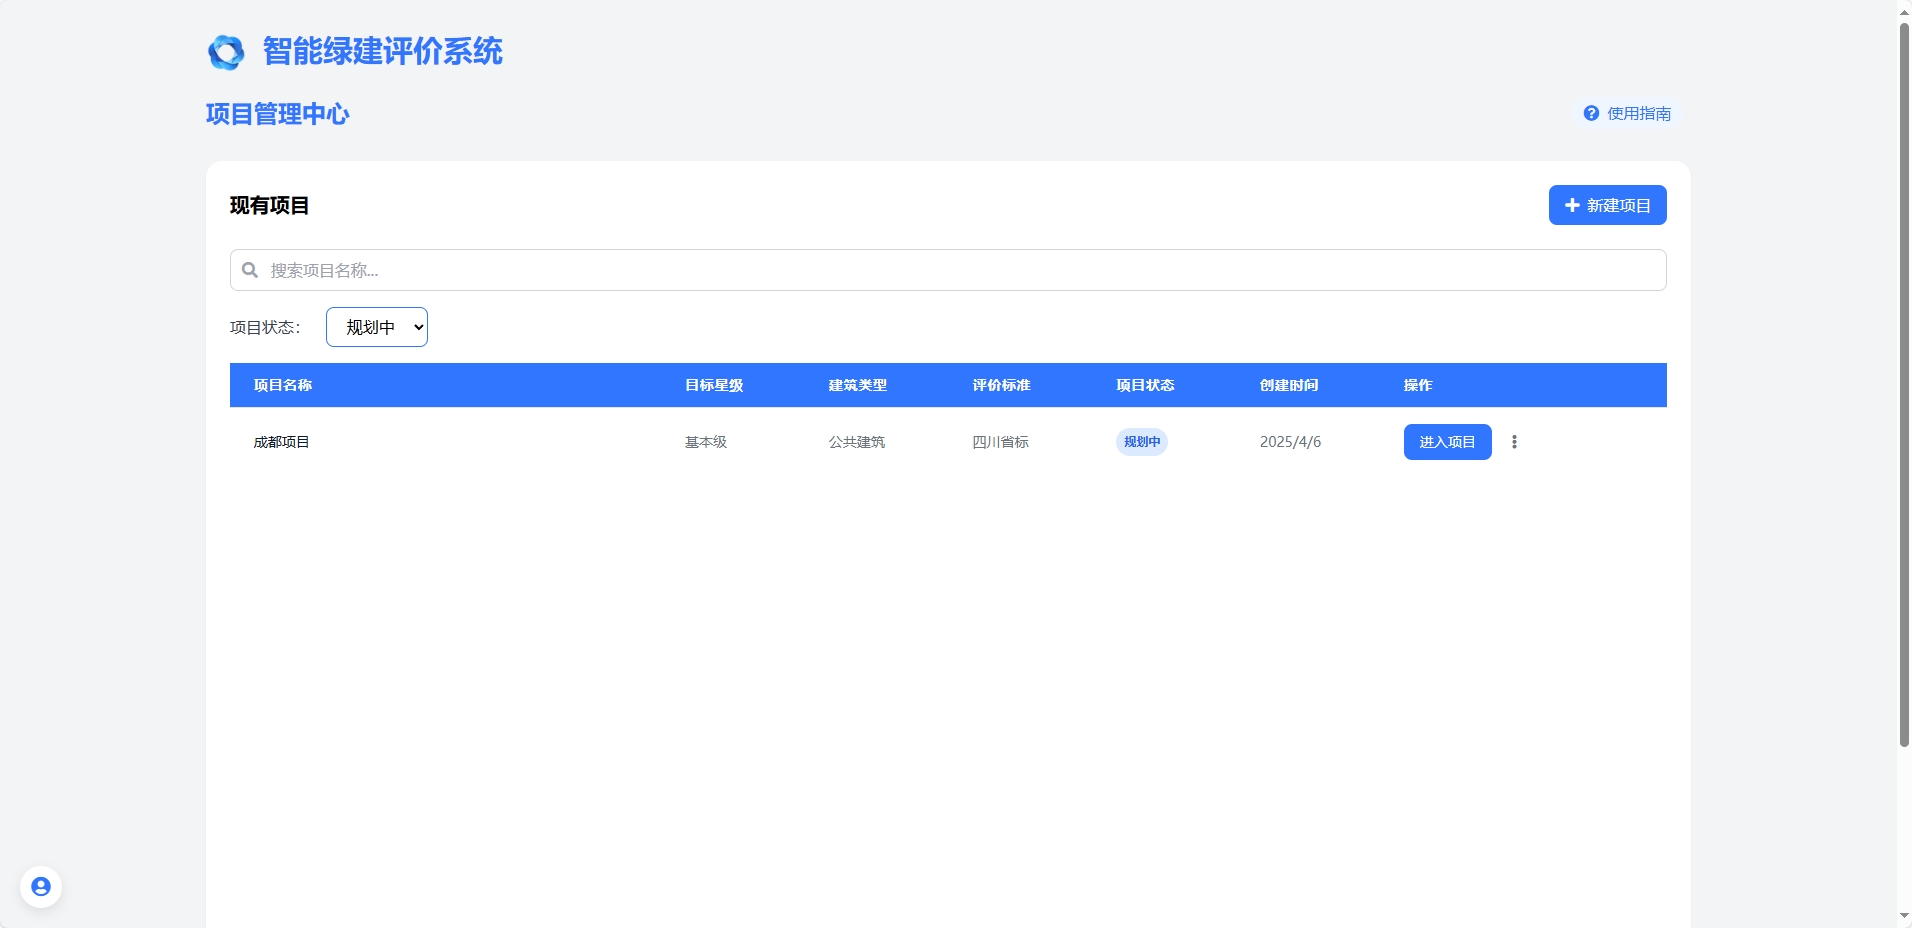 智能绿建评价系统
项目管理中心
使用指南
现有项目
新建项目
搜索项目名称...
项目状态：
规划中
项目名称 目标星级 建筑类型 评价标准 项目状态 创建时间 操作
成都项目 基本级 公共建筑 四川省标 规划中 2025/4/6 进入项目